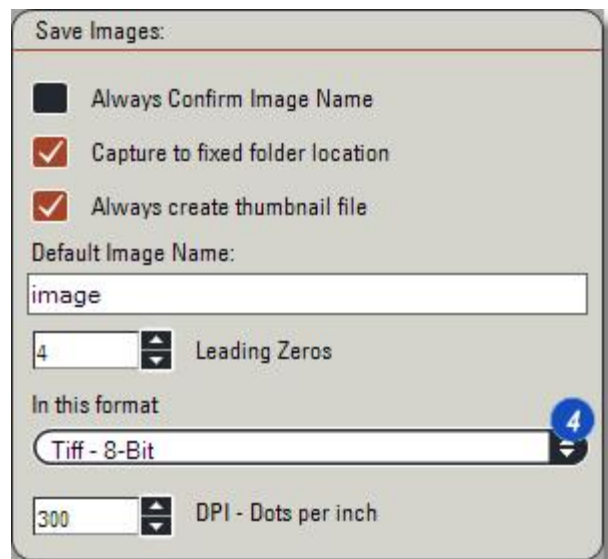 Save Images:
Always Confirm Image Name
Capture to fixed folder location
Always create thumbnail file
Default Image Name:
image
4 Leading Zeros
In this format
4
Tiff - 8-Bit
300 DPI - Dots per inch